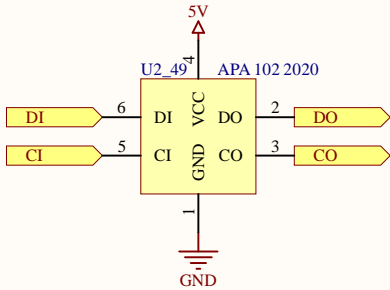 5V
4
U2_49 APA 102 2020
DI 6 DI VCC DO 2 DO
CI 5 CI GND CO 3 CO
1
GND